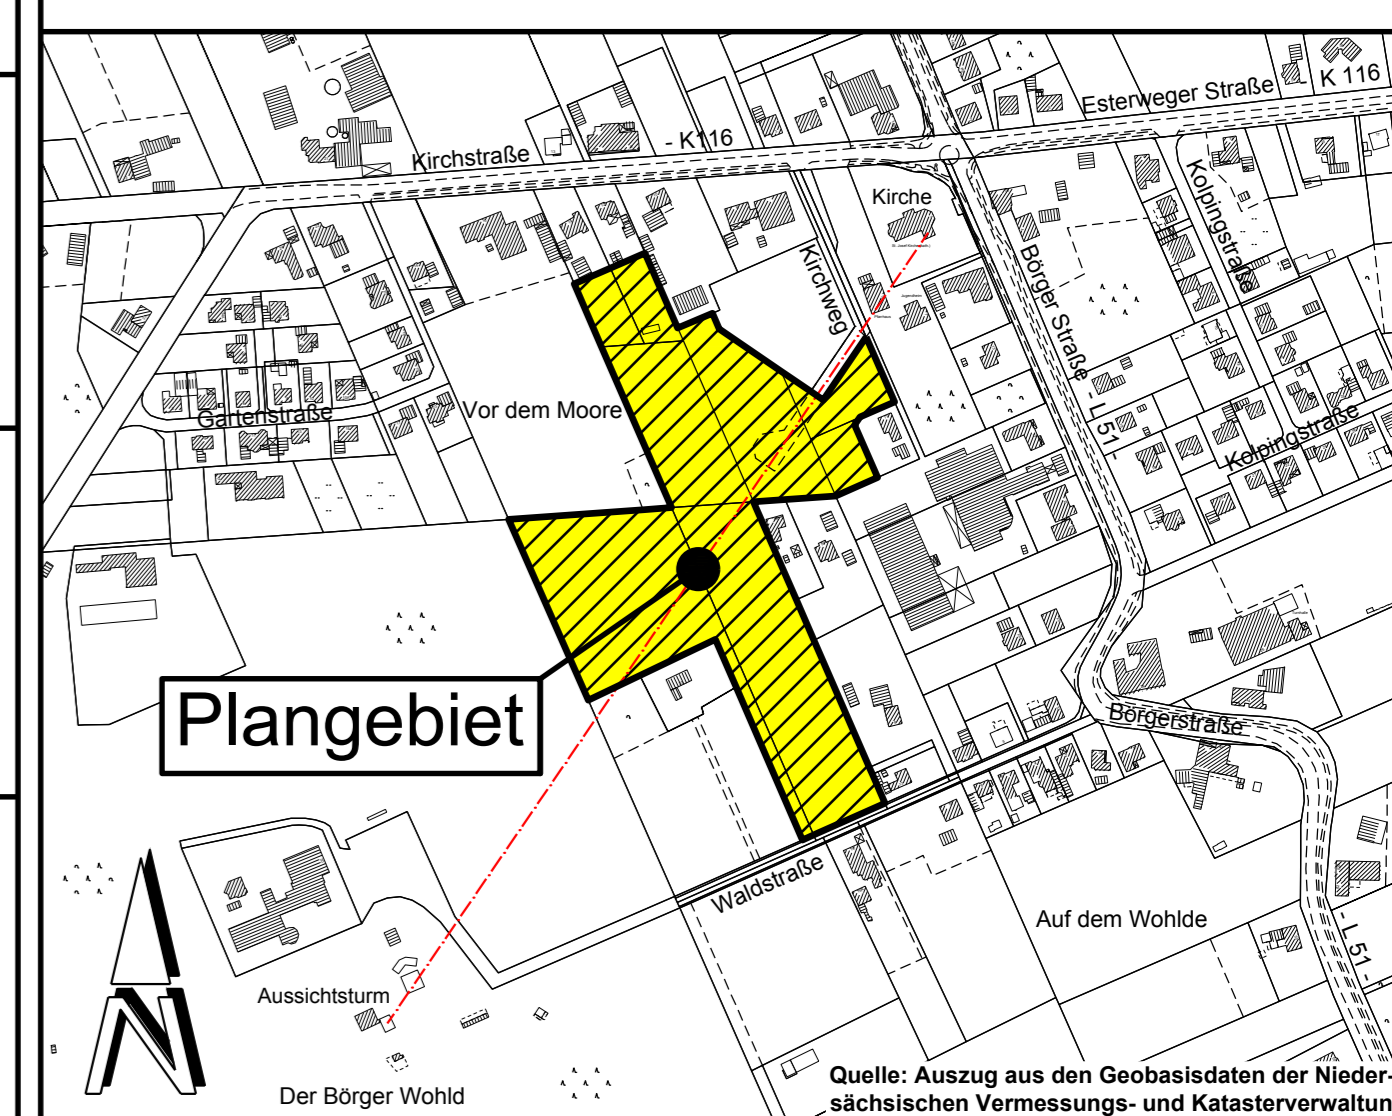 Esterweger Straße - K 116
Kirchstraße - K116
Kirche
Kolpingstraße
Kirchweg
Börger Straße - L 51 -
Vor dem Moore
Gartenstraße
Kolpingstraße
Plangebiet
Börgerstraße
Waldstraße
Auf dem Wohlde
- L 51 -
Aussichtsturm
N
Der Börger Wohld
Quelle: Auszug aus den Geobasisdaten der Nieder-
sächsischen Vermessungs- und Katasterverwaltun